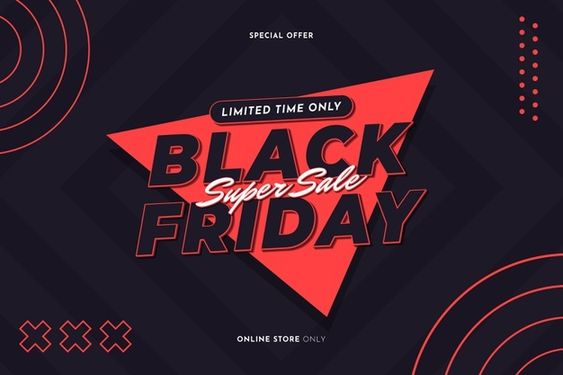 SPECIAL OFFER
LIMITED TIME ONLY
BLACK
Super Sale
FRIDAY
ONLINE STORE ONLY